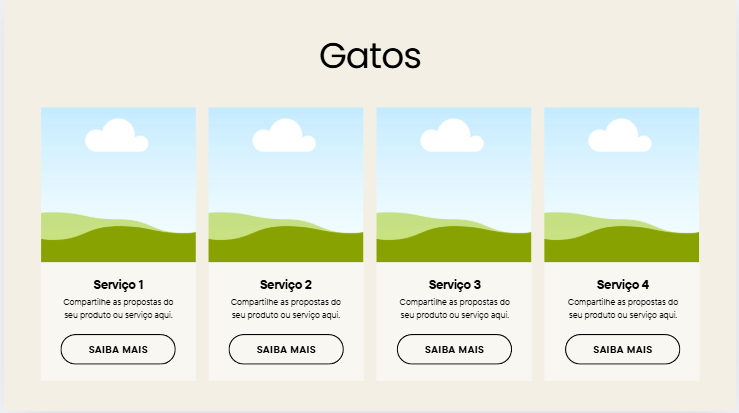 Gatos
Serviço 1
Compartilhe as propostas do
seu produto ou serviço aqui.
SAIBA MAIS
Serviço 2
Compartilhe as propostas do
seu produto ou serviço aqui.
SAIBA MAIS
Serviço 3
Compartilhe as propostas do
seu produto ou serviço aqui.
SAIBA MAIS
Serviço 4
Compartilhe as propostas do
seu produto ou serviço aqui.
SAIBA MAIS